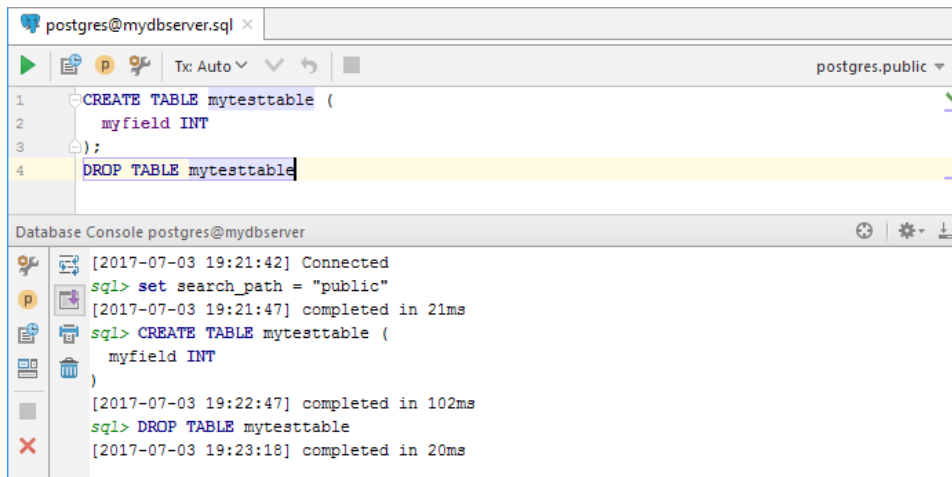 postgres@mydbserver.sql
Tx: Auto
postgres.public
1 CREATE TABLE mytesttable (
2 myfield INT
3 );
4 DROP TABLE mytesttable
Database Console postgres@mydbserver
[2017-07-03 19:21:42] Connected
sql> set search_path = "public"
[2017-07-03 19:21:47] completed in 21ms
sql> CREATE TABLE mytesttable (
myfield INT
)
[2017-07-03 19:22:47] completed in 102ms
sql> DROP TABLE mytesttable
[2017-07-03 19:23:18] completed in 20ms